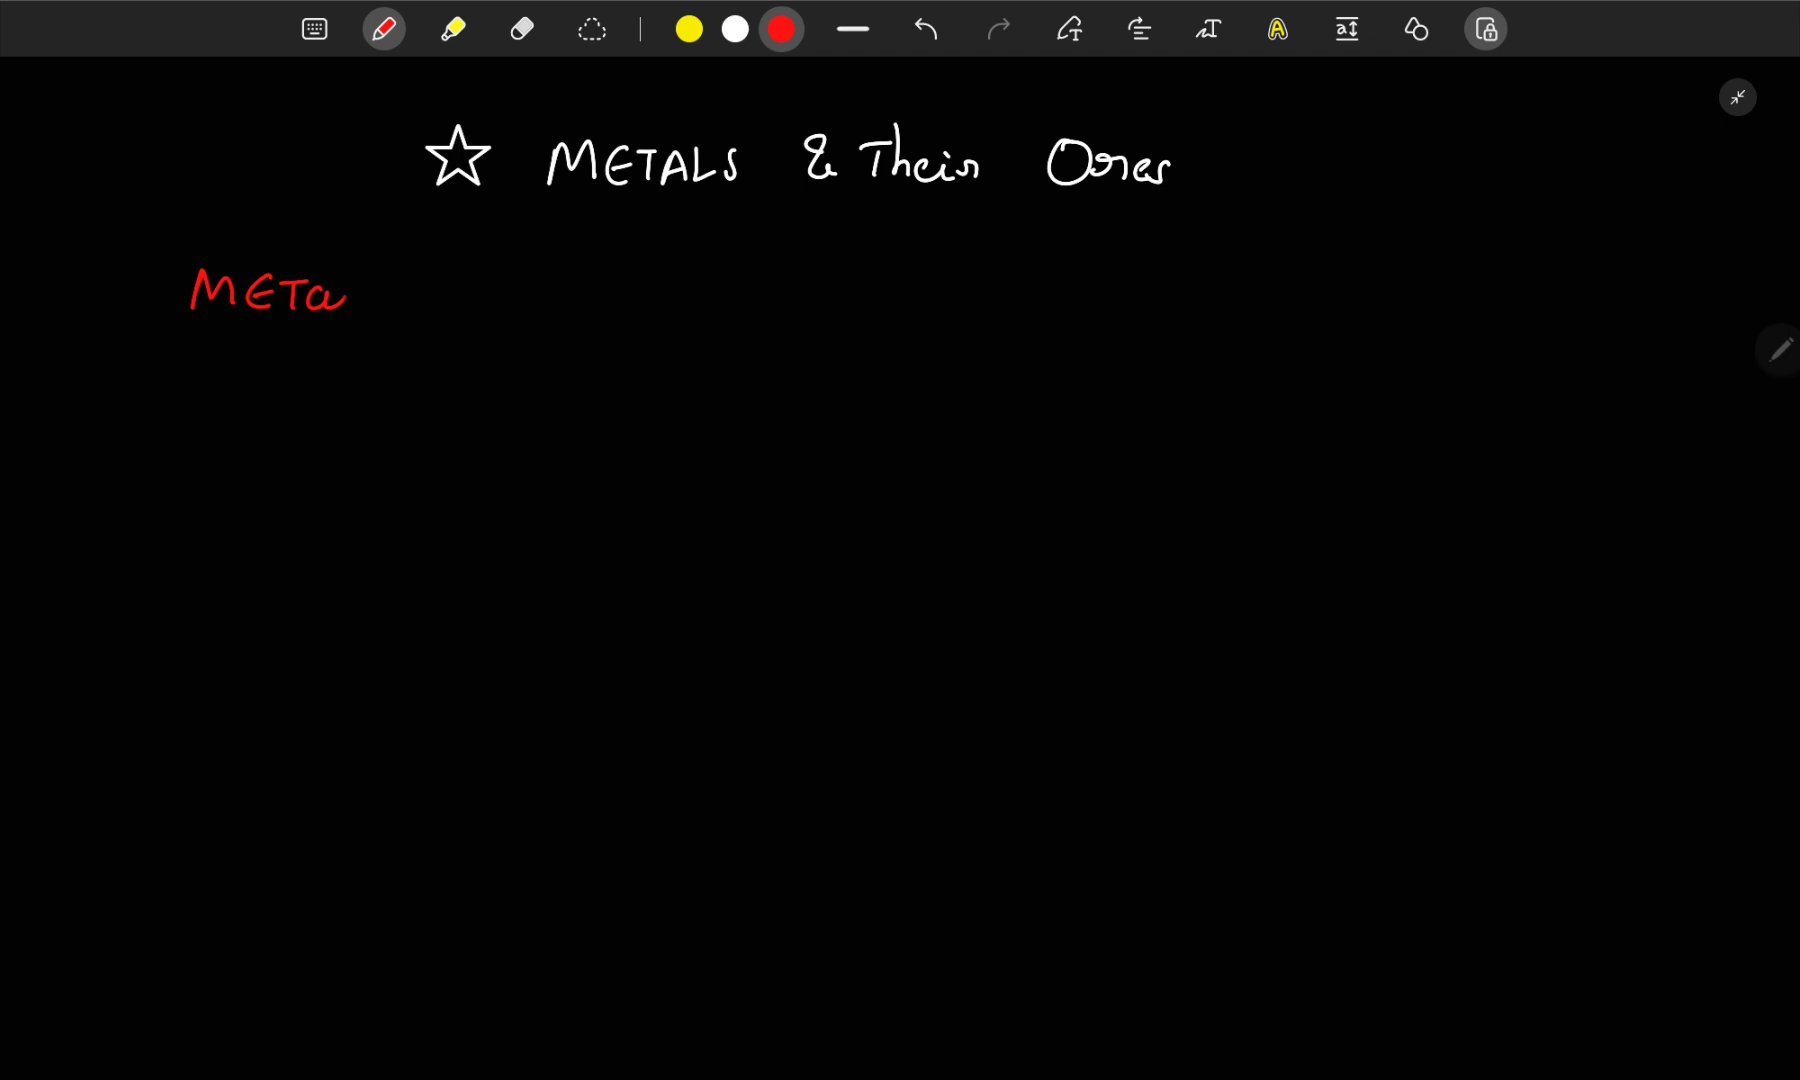 ☆ METALS & Their Ores
META